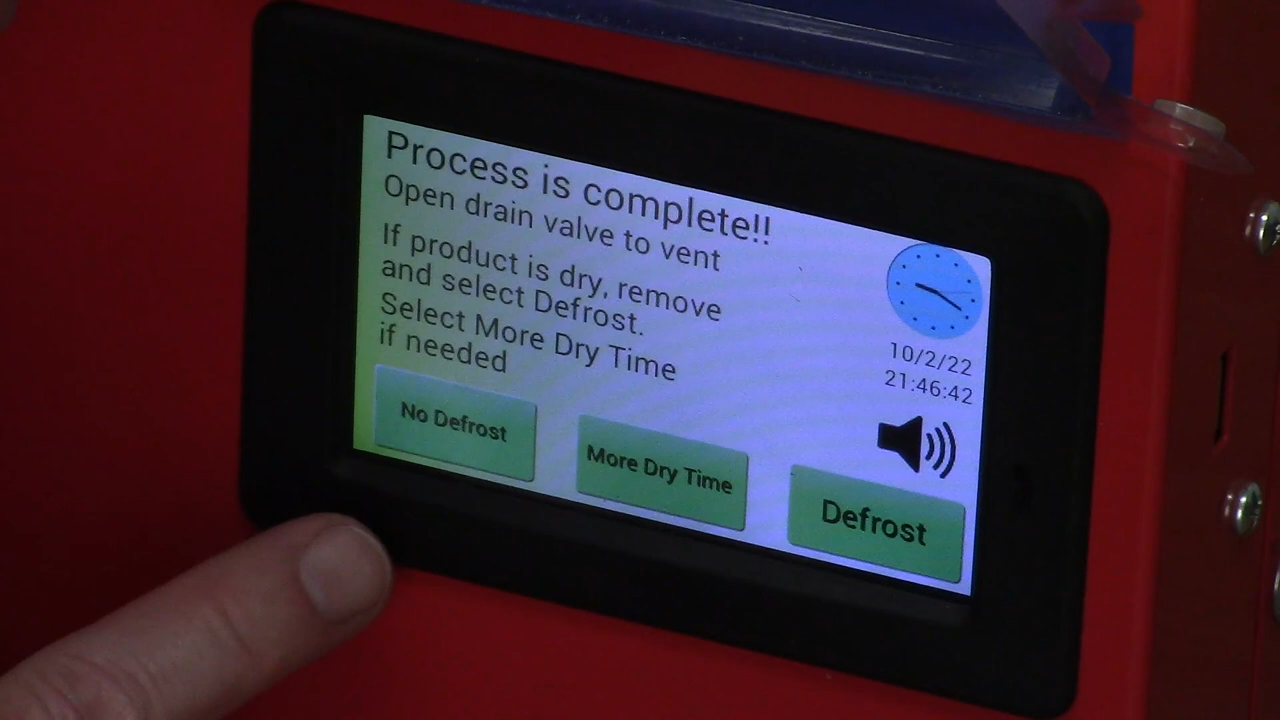 Process is complete!!
Open drain valve to vent
If product is dry, remove
and select Defrost.
Select More Dry Time
if needed
10/2/22
21:46:42
No Defrost
More Dry Time
Defrost